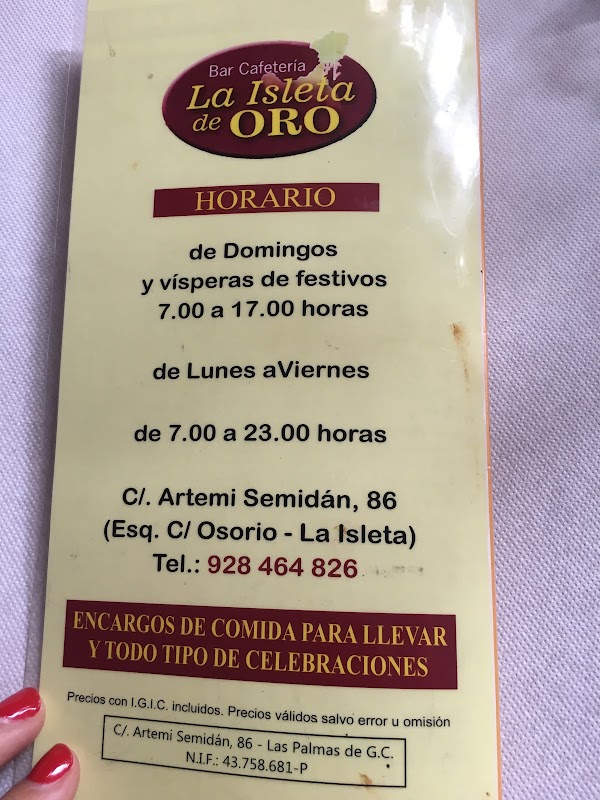 Bar Cafetería
La Isleta
de ORO
HORARIO
de Domingos
y vísperas de festivos
7.00 a 17.00 horas
de Lunes aViernes
de 7.00 a 23.00 horas
C/. Artemi Semidán, 86
(Esq. C/ Osorio - La Isleta)
Tel.: 928 464 826
ENCARGOS DE COMIDA PARA LLEVAR
Y TODO TIPO DE CELEBRACIONES
Precios con I.G.I.C. incluidos. Precios válidos salvo error u omisión
C/. Artemi Semidán, 86 - Las Palmas de G.C.
N.I.F.: 43.758.681-P